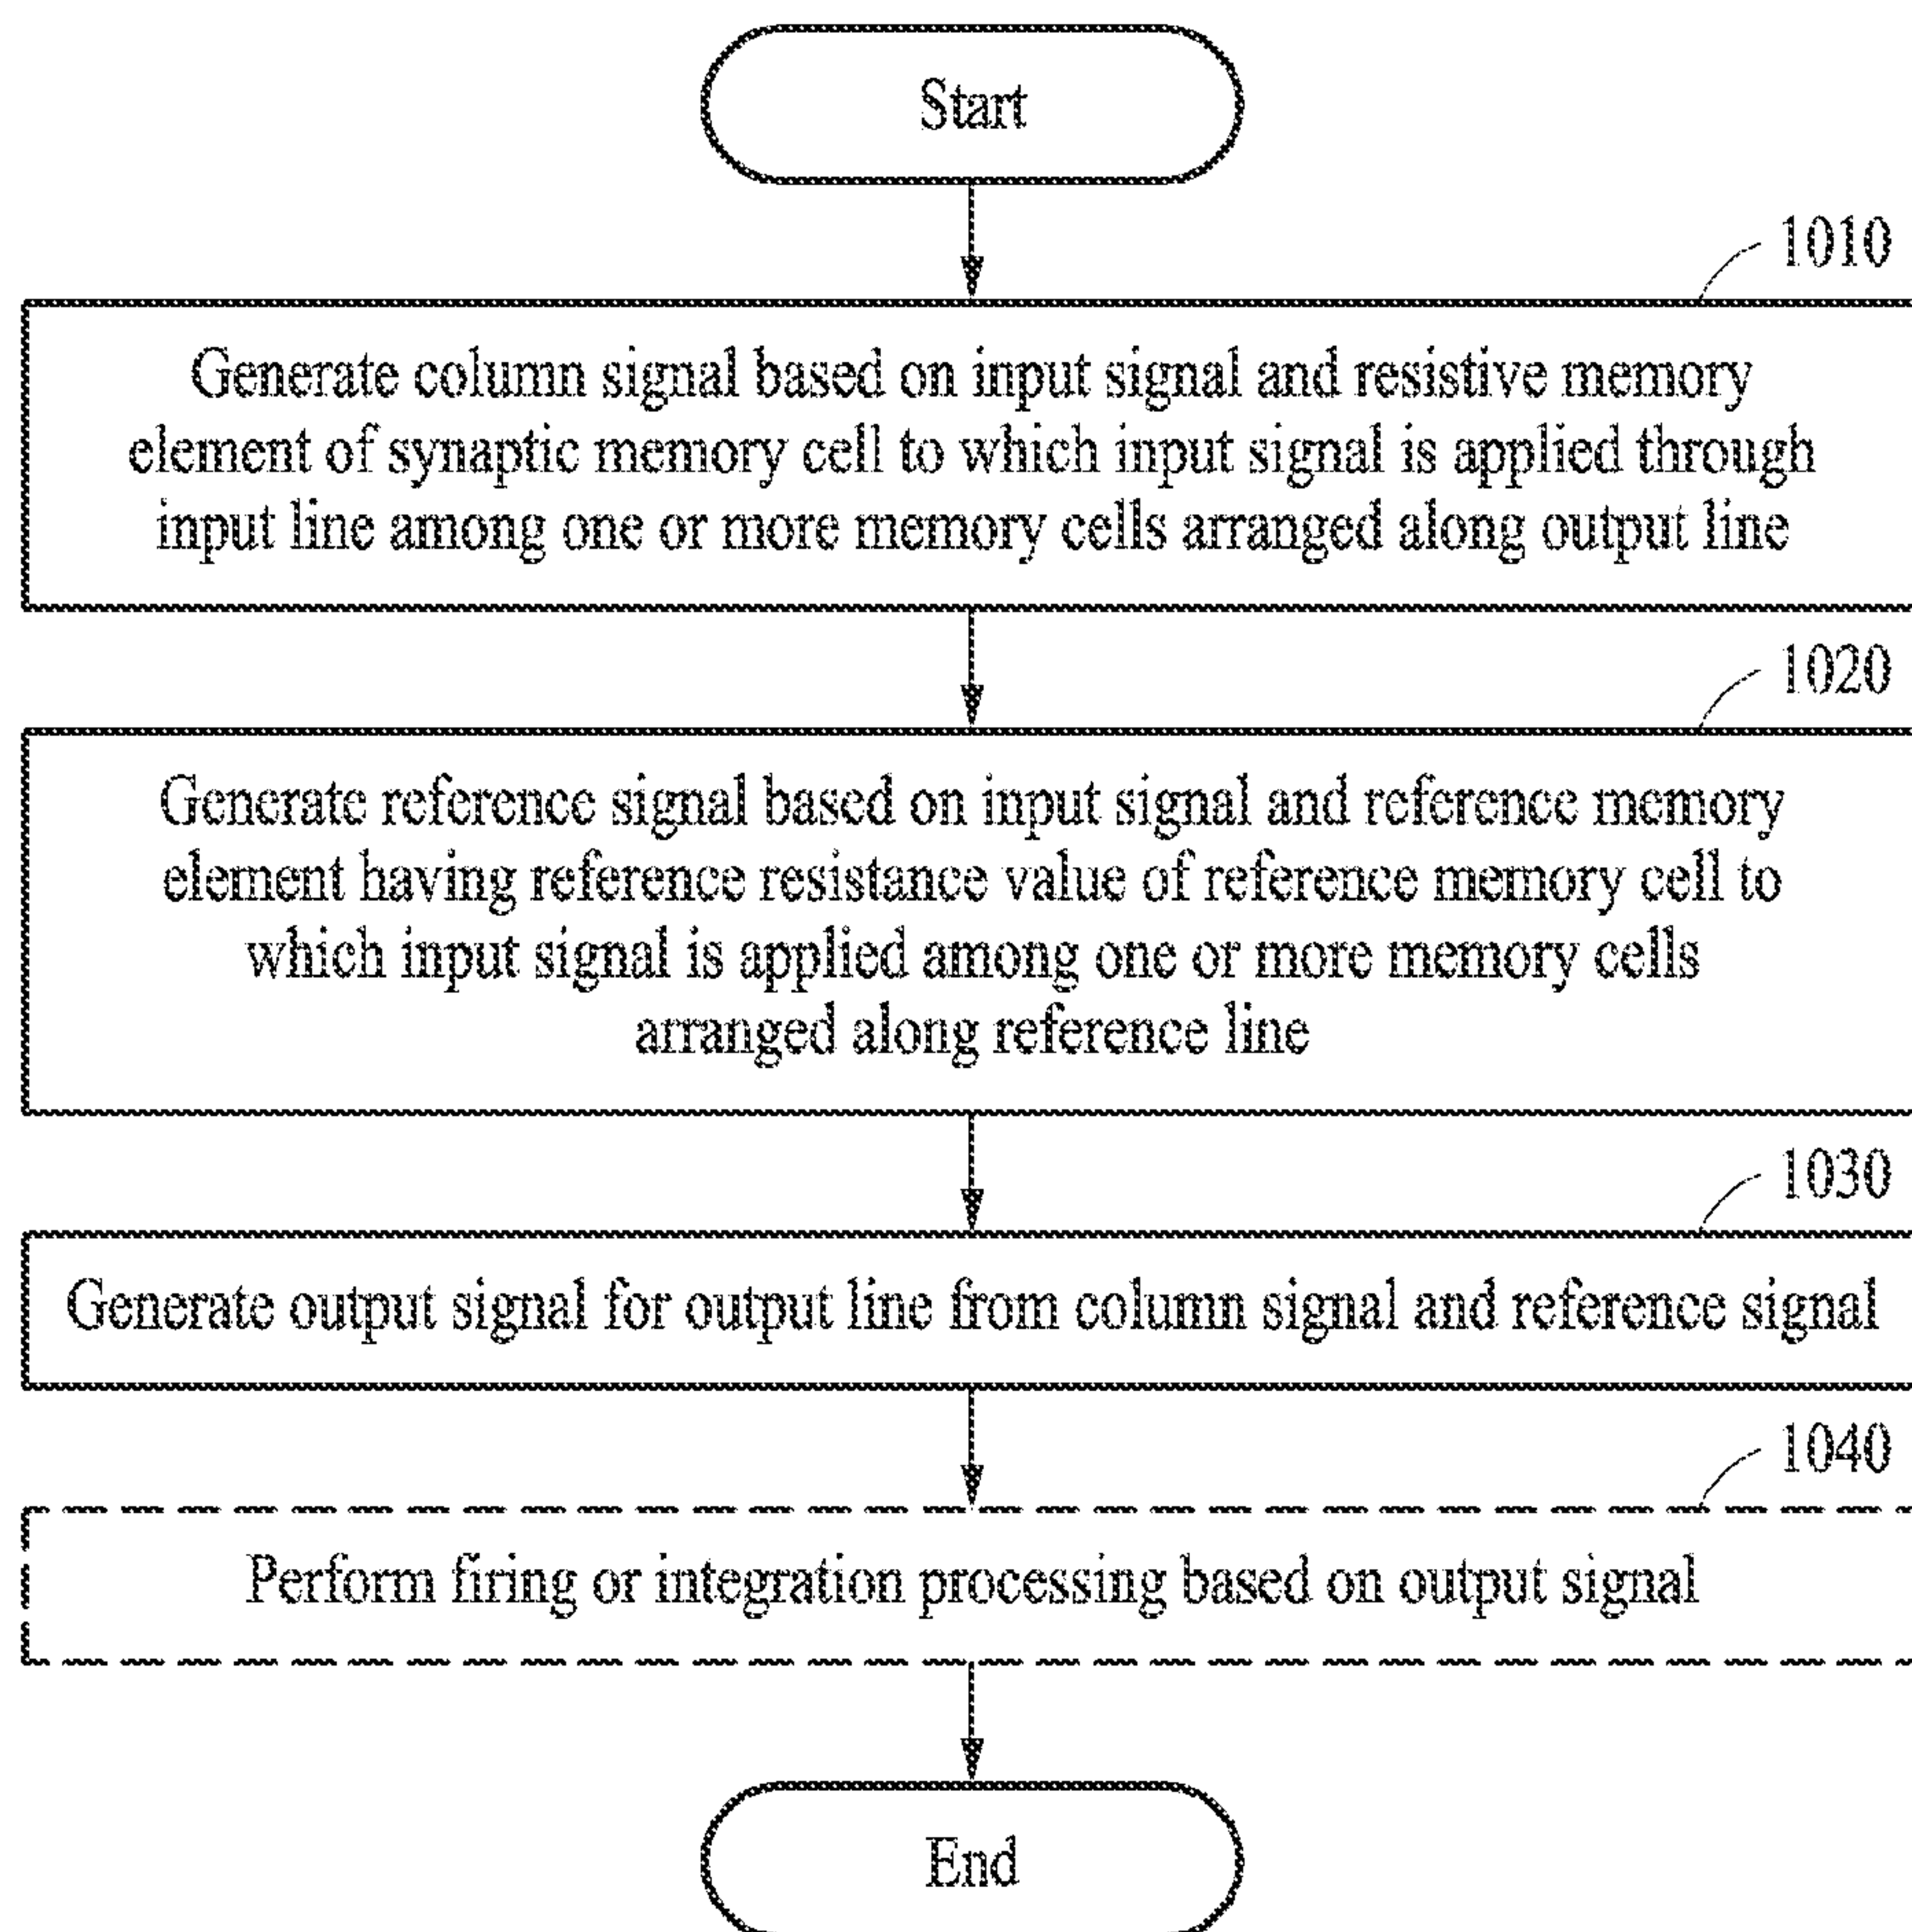 Start
1010
Generate column signal based on input signal and resistive memory
element of synaptic memory cell to which input signal is applied through
input line among one or more memory cells arranged along output line
1020
Generate reference signal based on input signal and reference memory
element having reference resistance value of reference memory cell to
which input signal is applied among one or more memory cells
arranged along reference line
1030
Generate output signal for output line from column signal and reference signal
1040
Perform firing or integration processing based on output signal
End